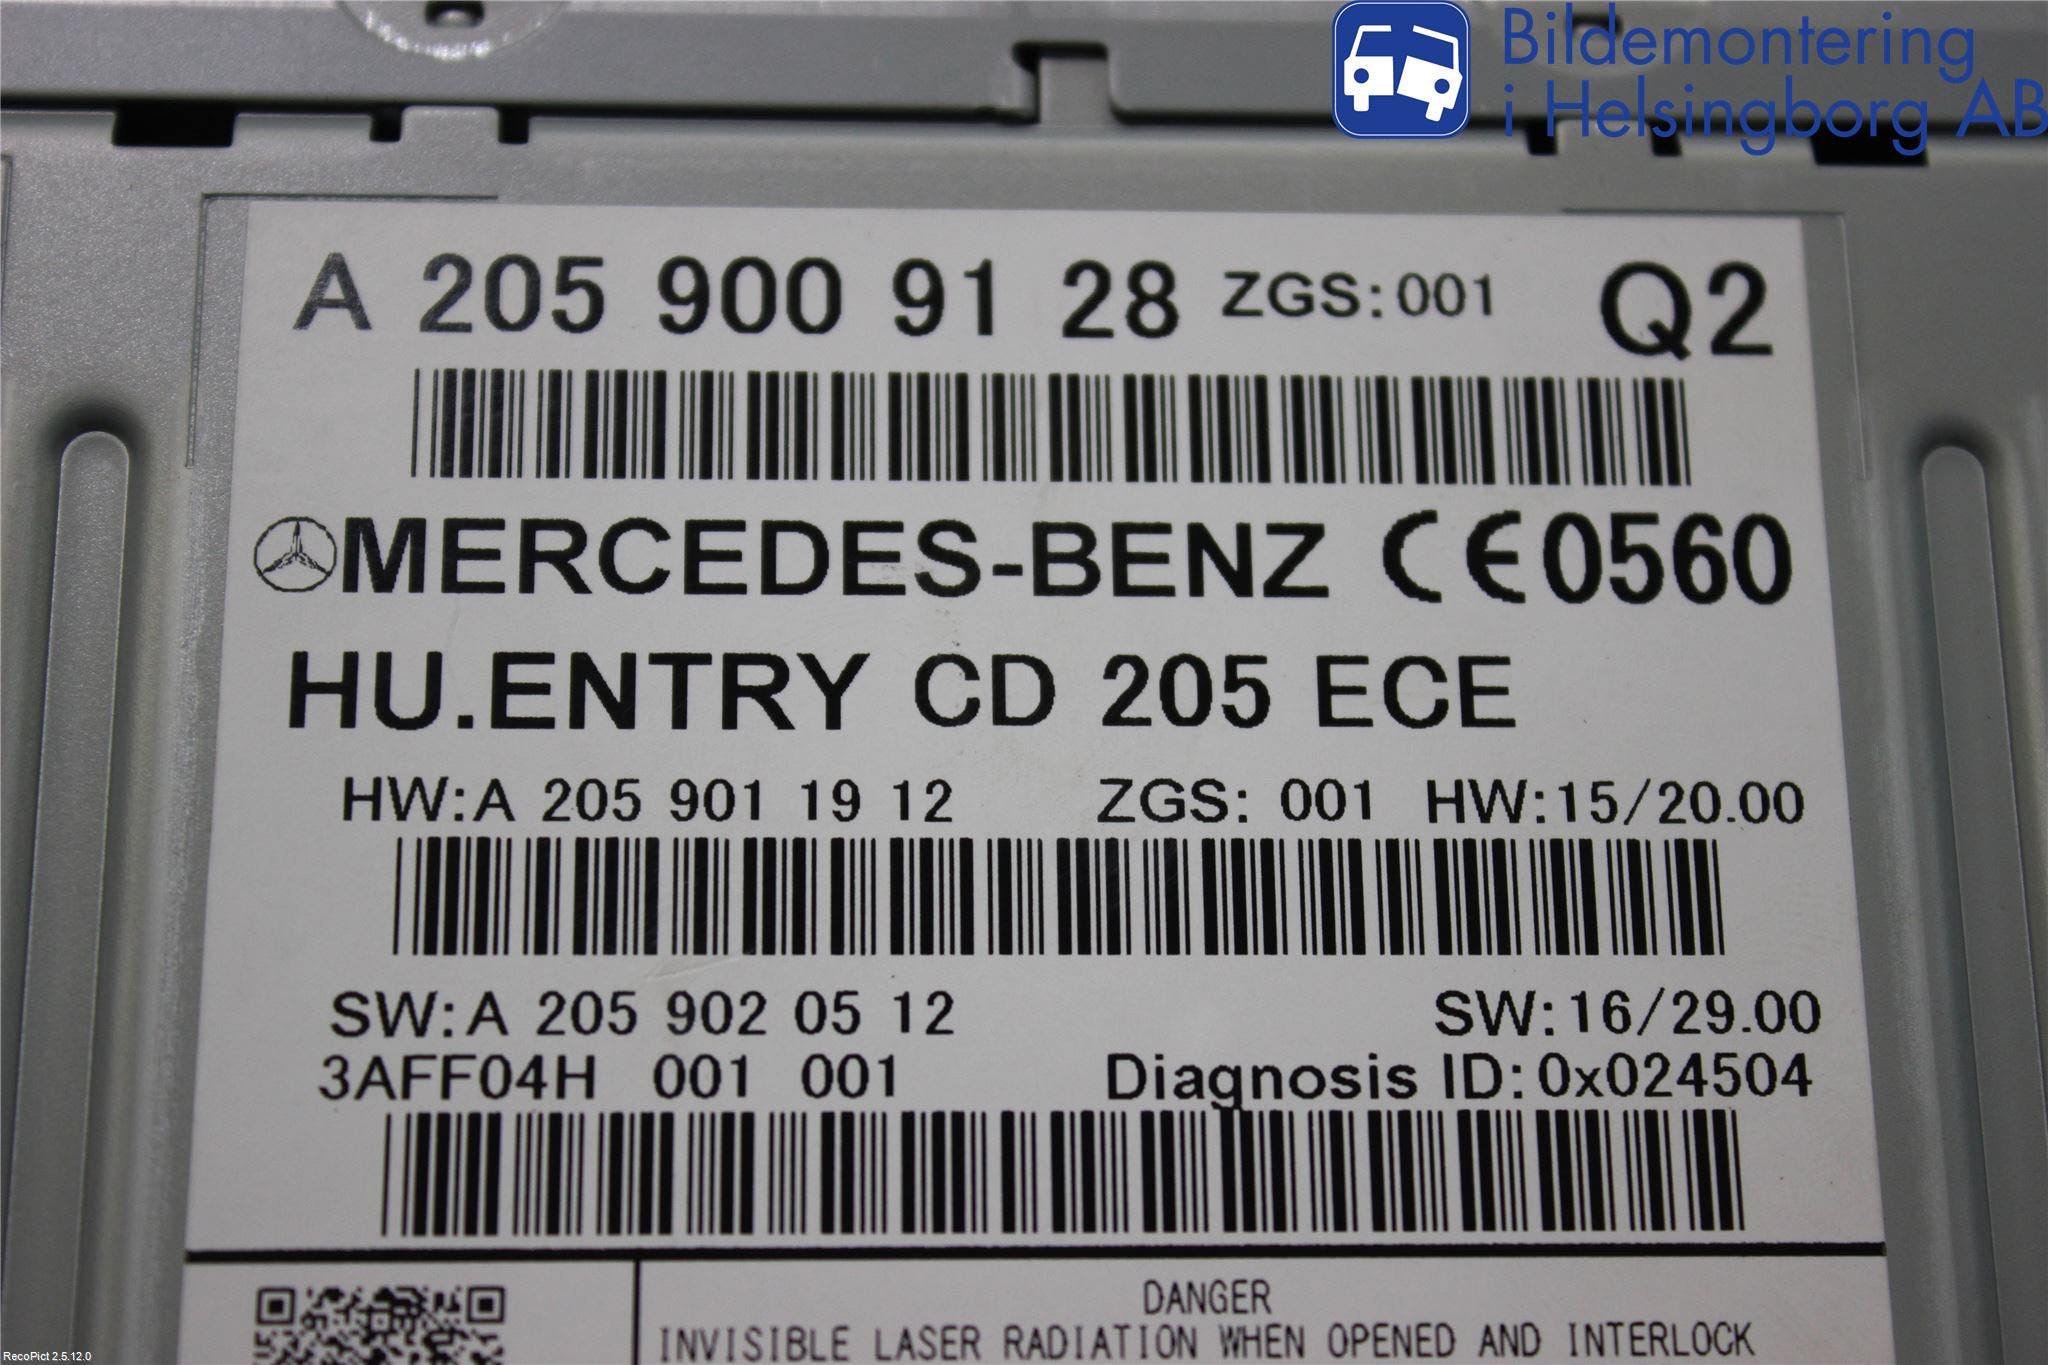 Bildemontering
i Helsingborg AB
A 205 900 91 28 ZGS:001 Q2
MERCEDES-BENZ CE0560
HU.ENTRY CD 205 ECE
HW:A 205 901 19 12 ZGS: 001 HW:15/20.00
SW:A 205 902 05 12 SW:16/29.00
3AFF04H 001 001 Diagnosis ID:0x024504
DANGER
INVISIBLE LASER RADIATION WHEN OPENED AND INTERLOCK
RecoPict 2.5.12.0